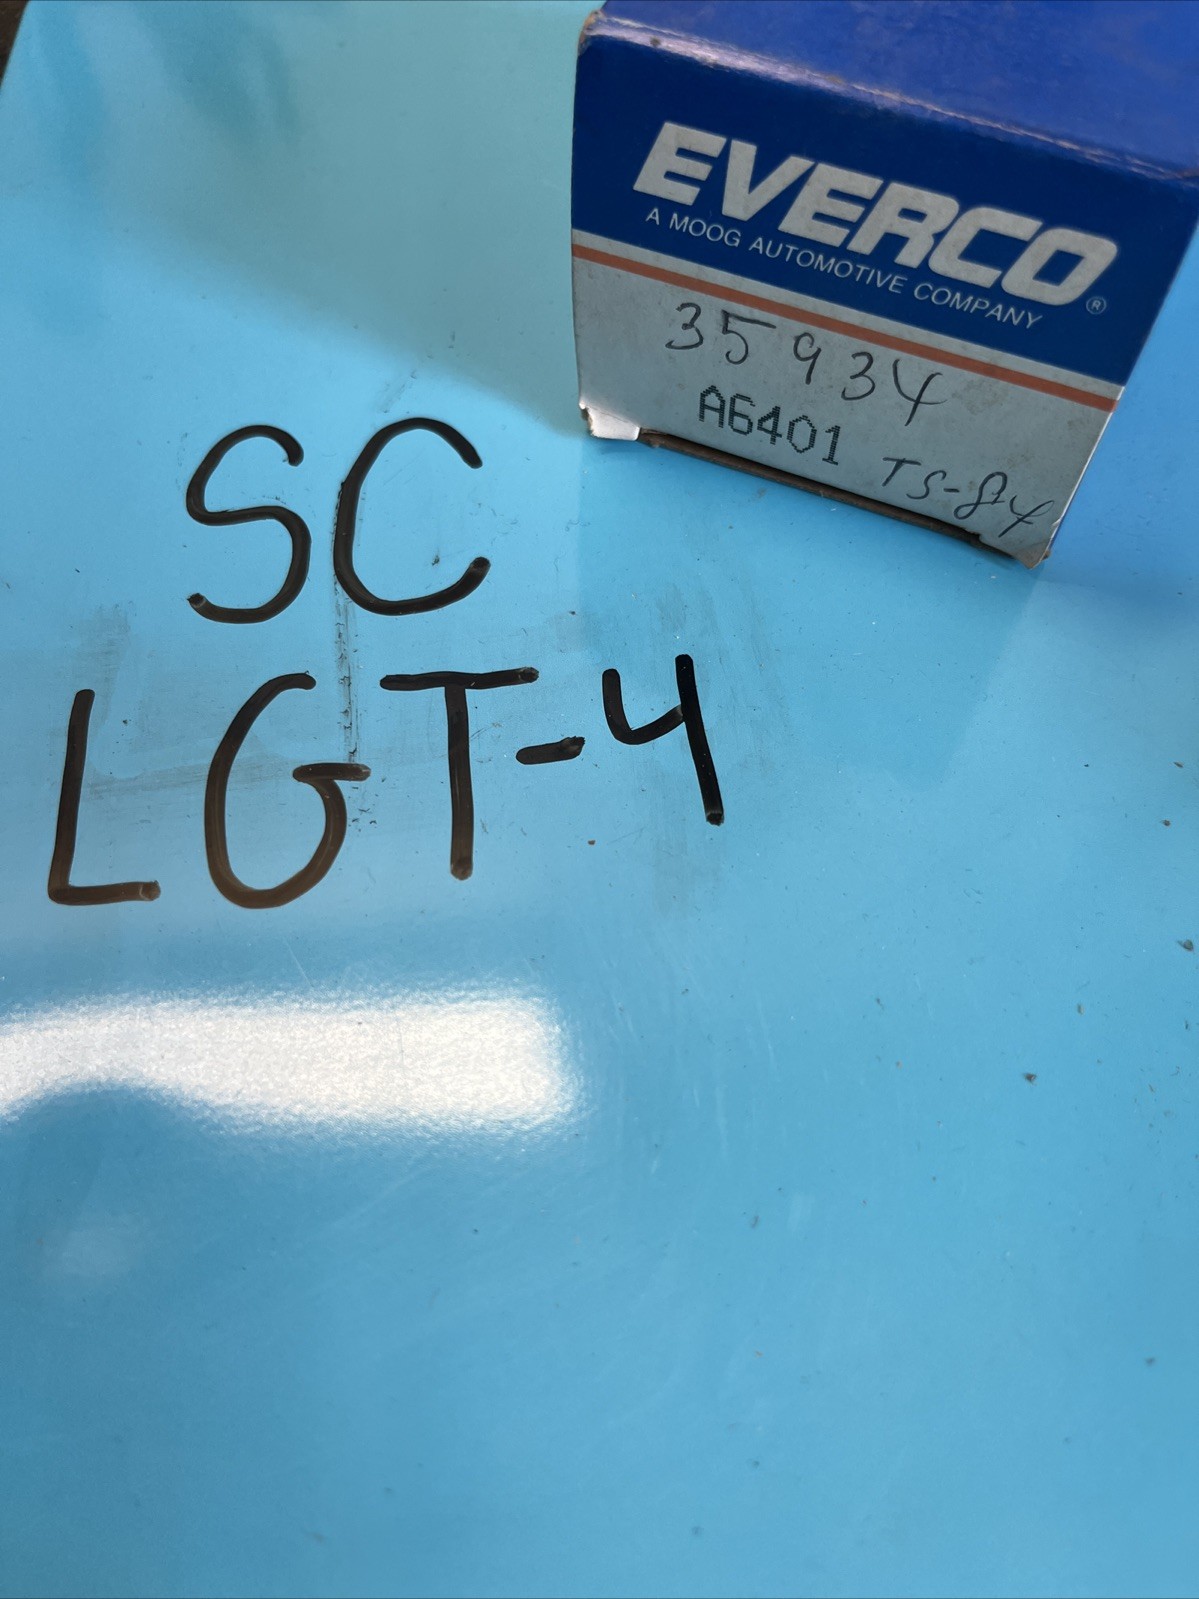 EVERCO®
A MOOG AUTOMOTIVE COMPANY
35934
A6401 TS-84
SC
LGT-4